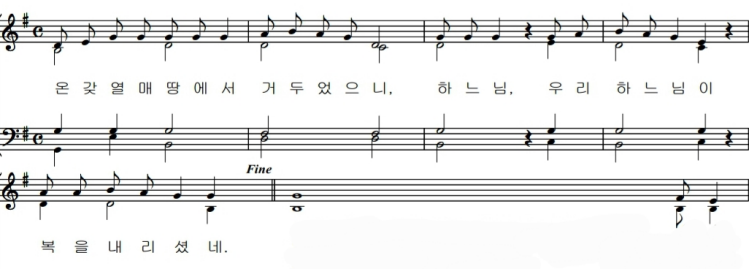 온 갖 열 매 땅 에 서 거 두 었 으 니, 하 느 님, 우 리 하 느 님 이
Fine
복 을 내 리 셨 네.